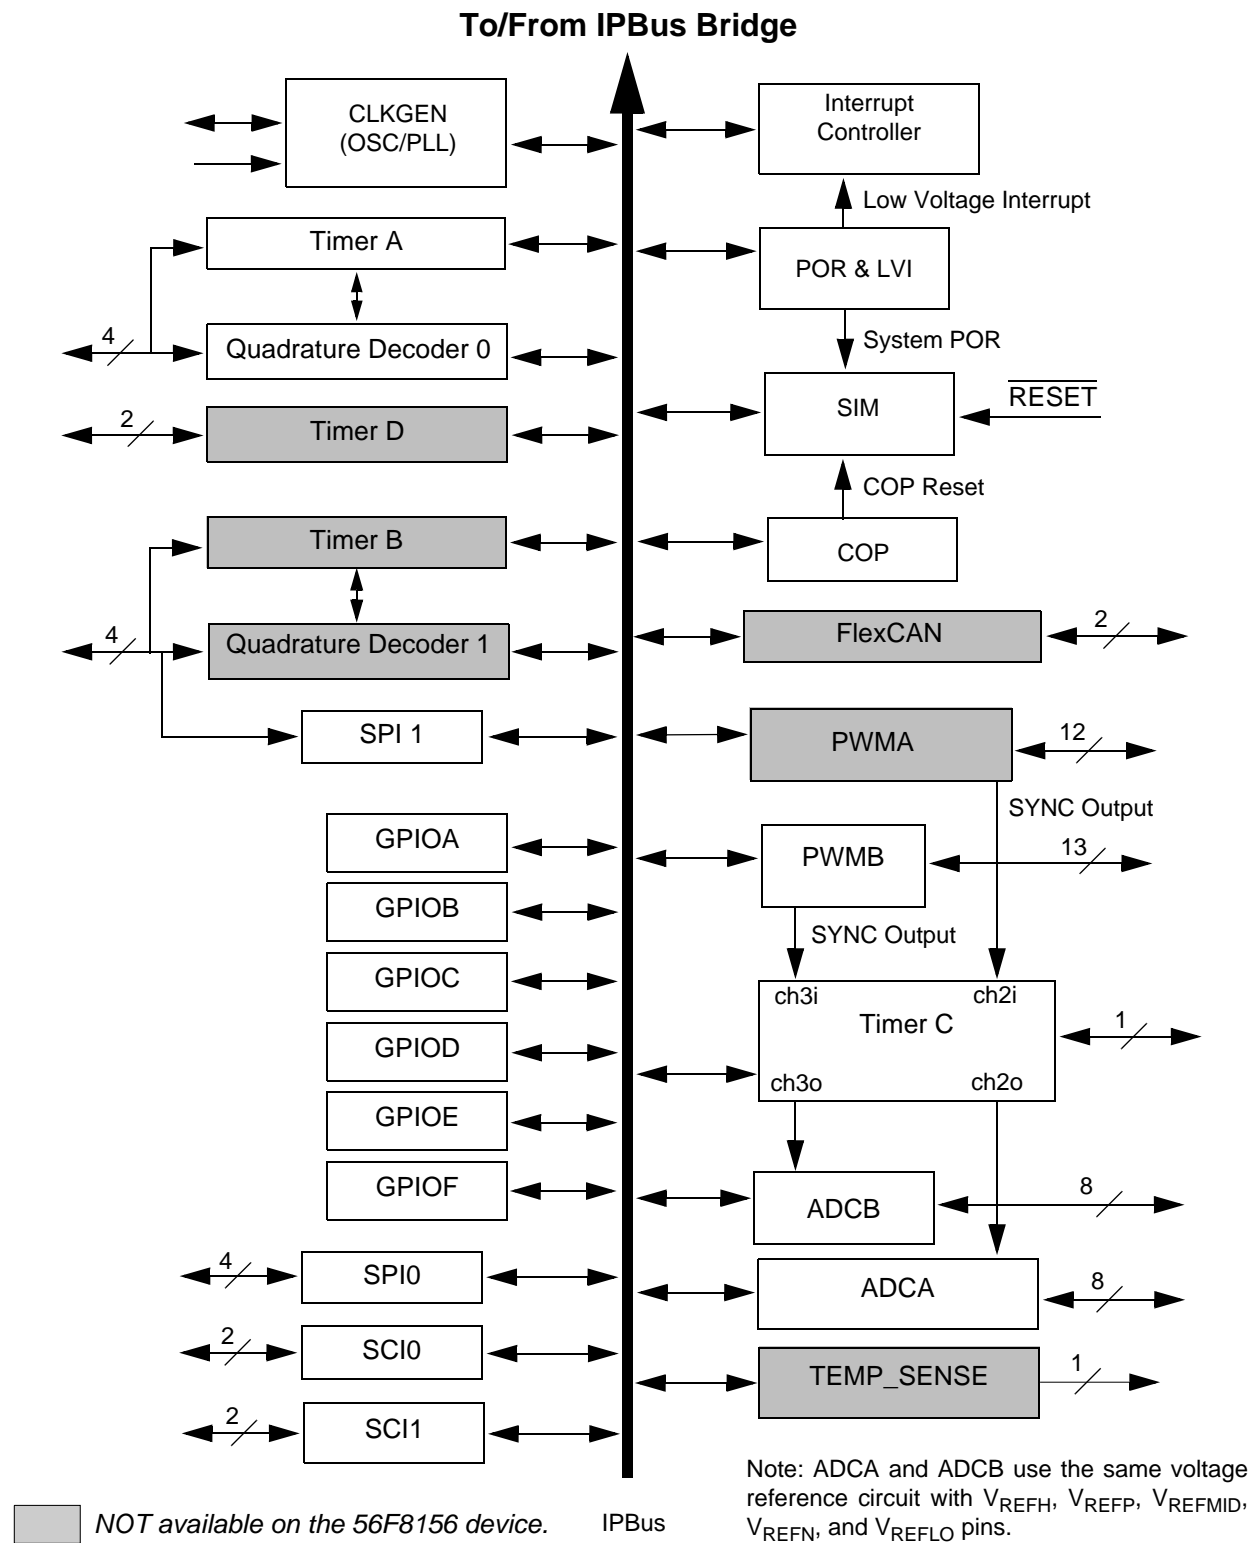 To/From IPBus Bridge
CLKGEN
(OSC/PLL)
Interrupt
Controller
Low Voltage Interrupt
Timer A
POR & LVI
4
Quadrature Decoder 0
System POR
2
Timer D
SIM
RESET
COP Reset
Timer B
COP
4
Quadrature Decoder 1
FlexCAN
2
SPI 1
PWMA
12
SYNC Output
GPIOA
PWMB
13
GPIOB
SYNC Output
GPIOC
ch3i
ch2i
Timer C
1
GPIOD
ch3o
ch2o
GPIOE
GPIOF
ADCB
8
4
SPI0
ADCA
8
2
SCI0
TEMP_SENSE
1
2
SCI1
Note: ADCA and ADCB use the same voltage
reference circuit with VREFH, VREFP, VREFMID,
VREFN, and VREFLO pins.
NOT available on the 56F8156 device.
IPBus